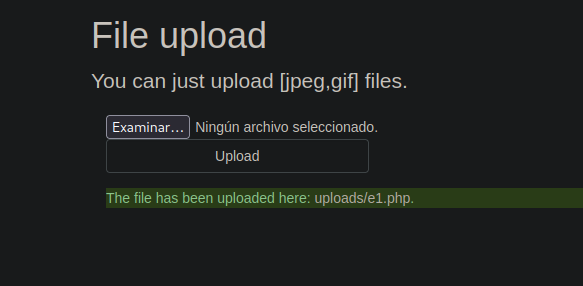 File upload
You can just upload [jpeg,gif] files.
Examinar... Ningún archivo seleccionado.
Upload
The file has been uploaded here: uploads/e1.php.